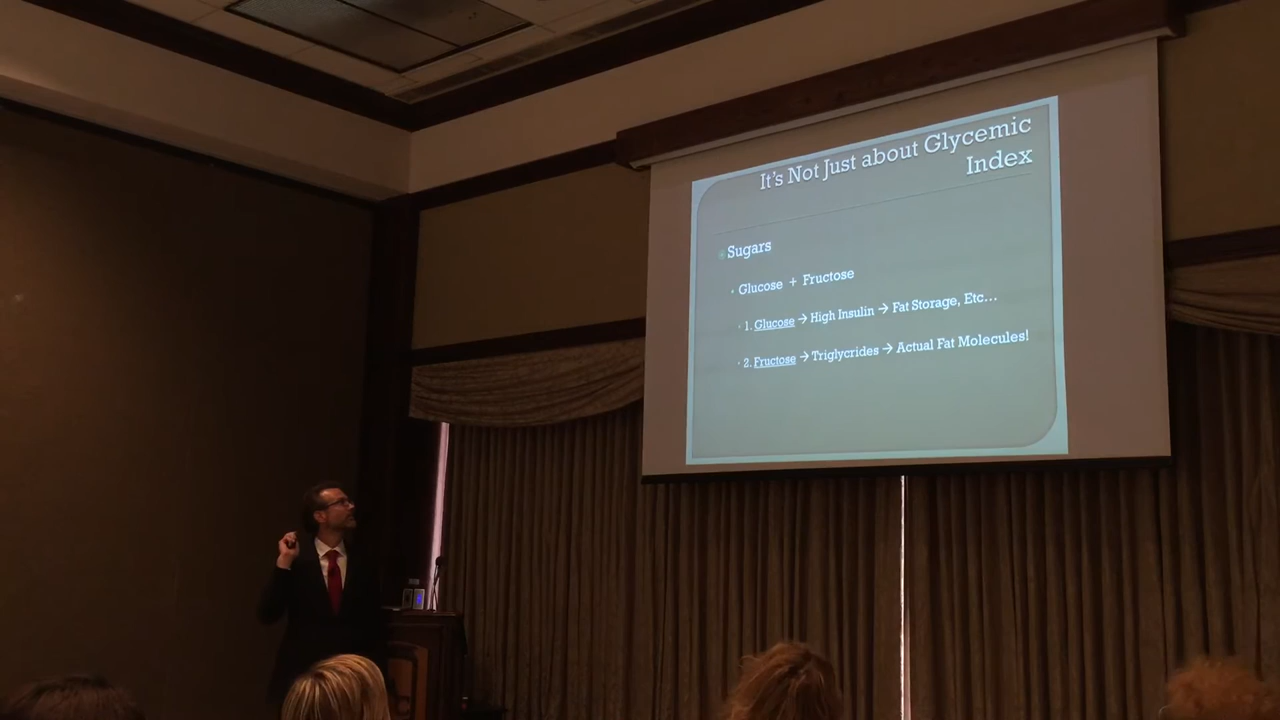 It's Not Just about Glycemic
Index
Sugars
Glucose + Fructose
1. Glucose → High Insulin → Fat Storage, Etc...
2. Fructose → Triglycrides → Actual Fat Molecules!